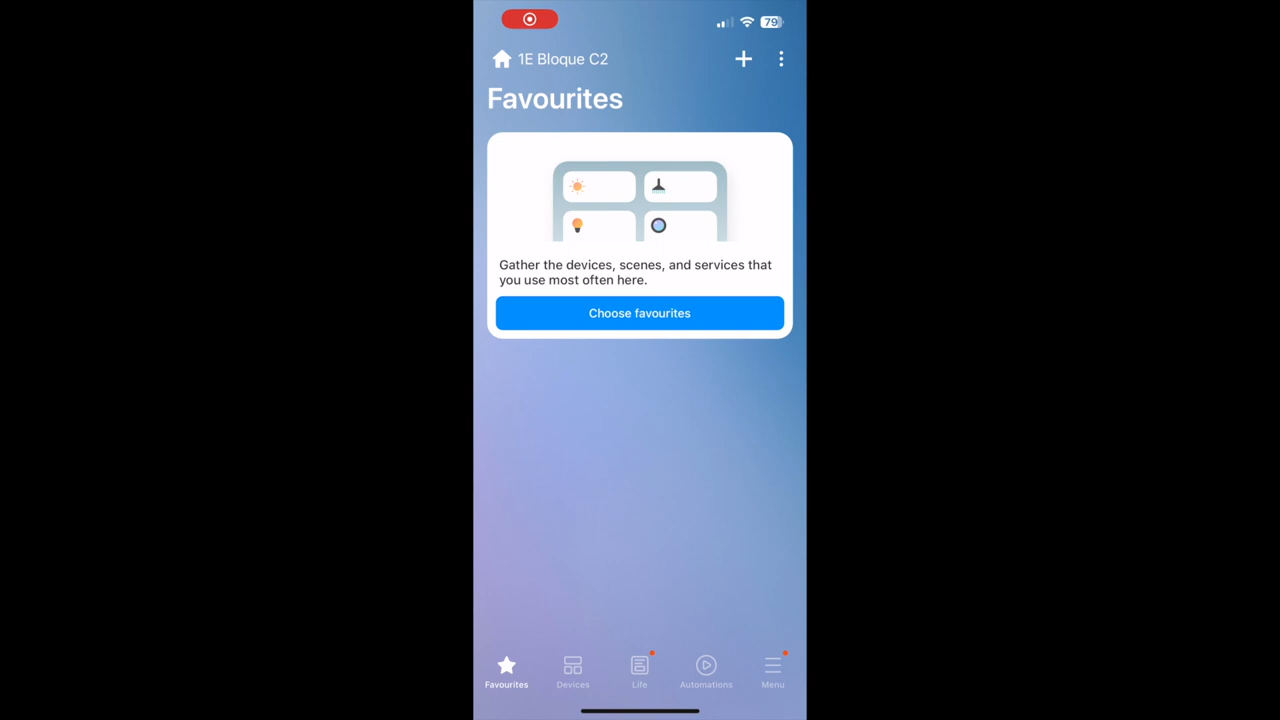 79
1E Bloque C2
Favourites
Gather the devices, scenes, and services that
you use most often here.
Choose favourites
Favourites
Devices
Life
Automations
Menu